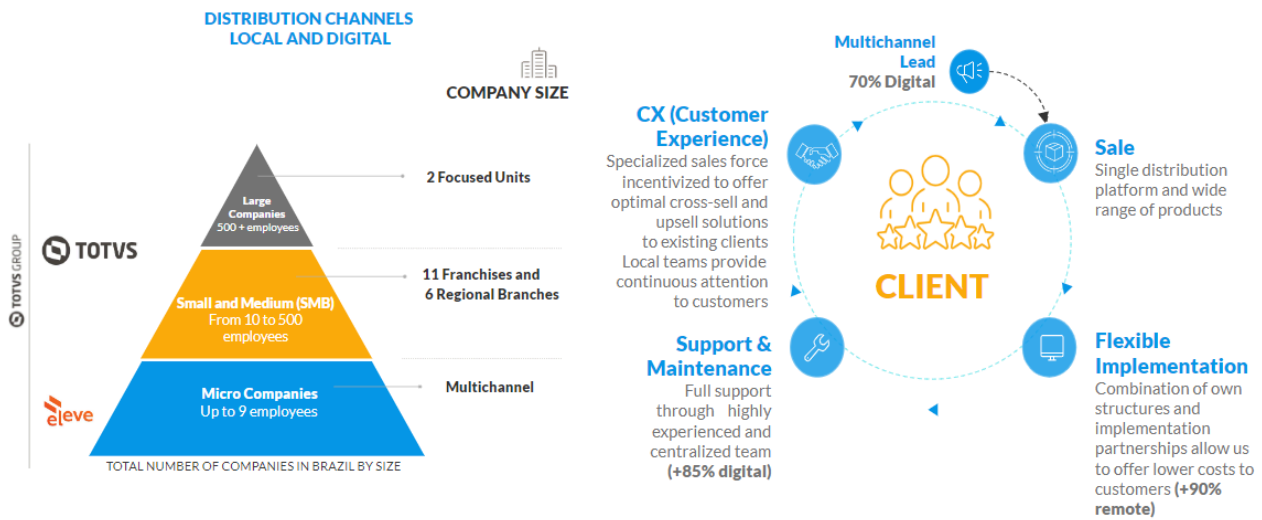 DISTRIBUTION CHANNELS
LOCAL AND DIGITAL
COMPANY SIZE
TOTVS GROUP
TOTVS
eleve
Large
Companies
500 + employees
2 Focused Units
Small and Medium (SMB)
From 10 to 500
employees
11 Franchises and
6 Regional Branches
Micro Companies
Up to 9 employees
Multichannel
TOTAL NUMBER OF COMPANIES IN BRAZIL BY SIZE
Multichannel
Lead
70% Digital
CX (Customer
Experience)
Specialized sales force
incentivized to offer
optimal cross-sell and
upsell solutions
to existing clients
Local teams provide
continuous attention
to customers
Sale
Single distribution
platform and wide
range of products
CLIENT
Support &
Maintenance
Full support
through highly
experienced and
centralized team
(+85% digital)
Flexible
Implementation
Combination of own
structures and
implementation
partnerships allow us
to offer lower costs to
customers (+90%
remote)